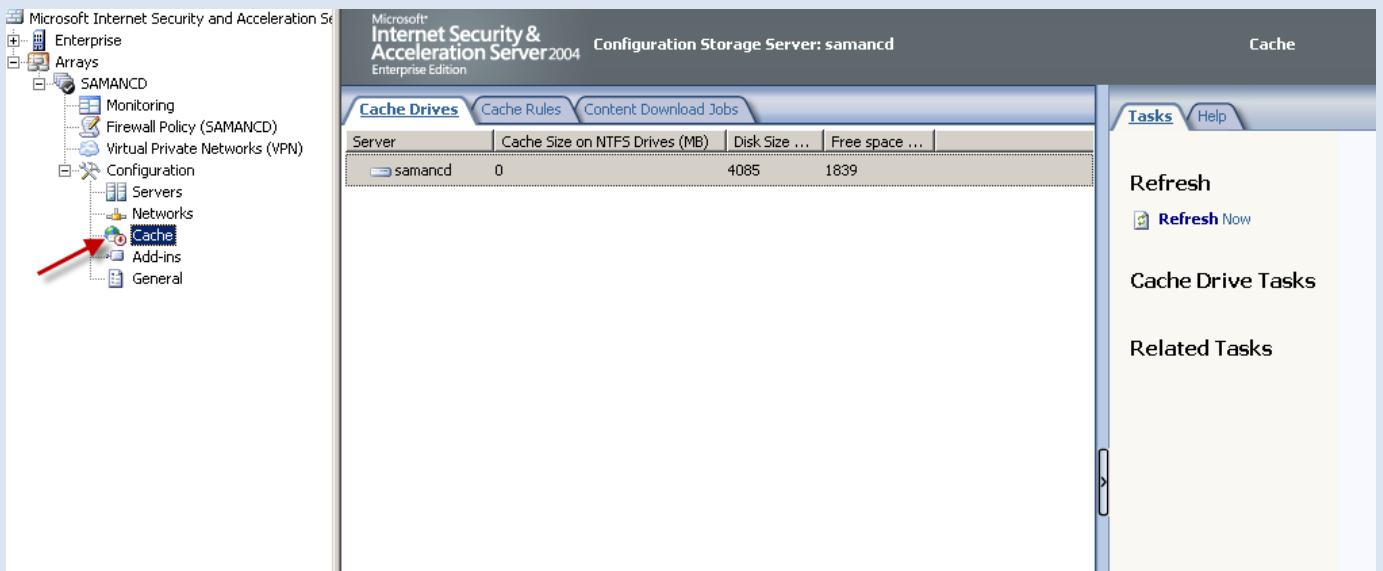 Microsoft Internet Security and Acceleration Se
Enterprise
Arrays
SAMANCD
Monitoring
Firewall Policy (SAMANCD)
Virtual Private Networks (VPN)
Configuration
Servers
Networks
Cache
Add-ins
General
Microsoft
Internet Security &
Acceleration Server 2004
Enterprise Edition
Configuration Storage Server: samancd
Cache
Cache Drives Cache Rules Content Download Jobs
Server Cache Size on NTFS Drives (MB) Disk Size ... Free space ...
samancd 0 4085 1839
Tasks Help
Refresh
Refresh Now
Cache Drive Tasks
Related Tasks